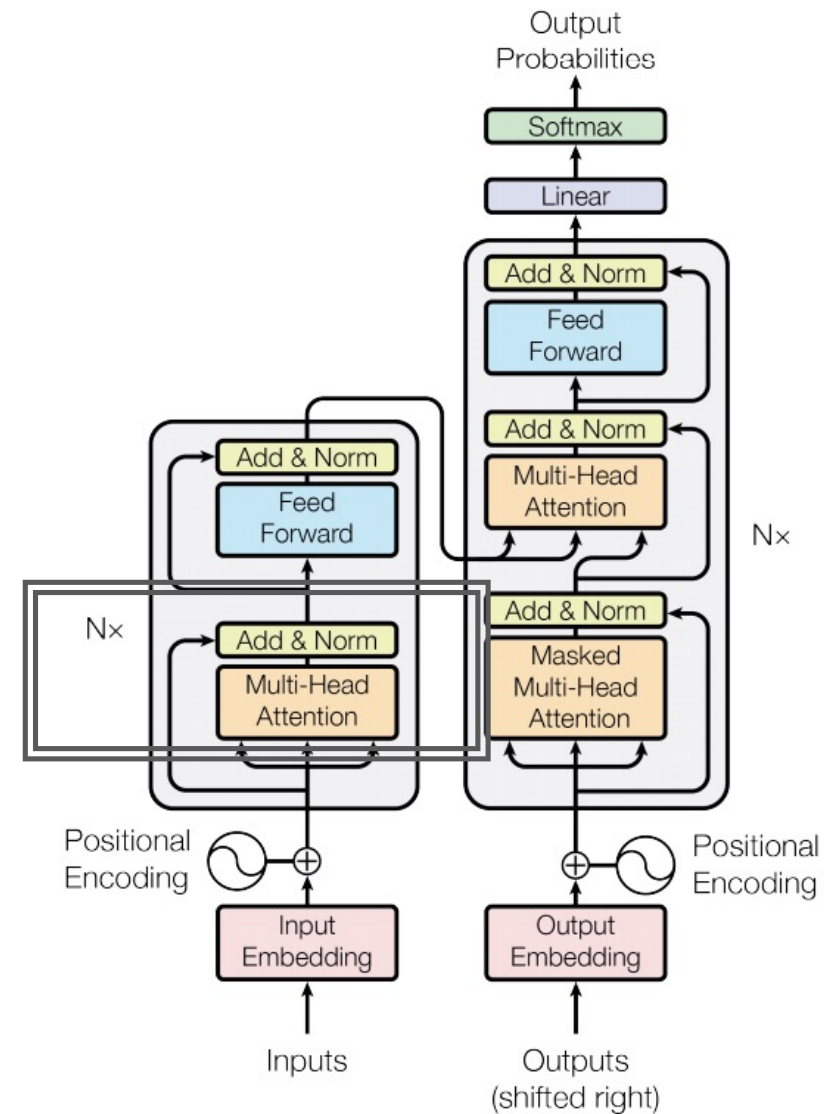 Output
Probabilities
Softmax
Linear
Add & Norm
Feed
Forward
Add & Norm
Multi-Head
Attention
Nx
Add & Norm
Masked
Multi-Head
Attention
Add & Norm
Feed
Forward
Nx
Add & Norm
Multi-Head
Attention
Positional
Encoding
Positional
Encoding
Input
Embedding
Output
Embedding
Inputs
Outputs
(shifted right)